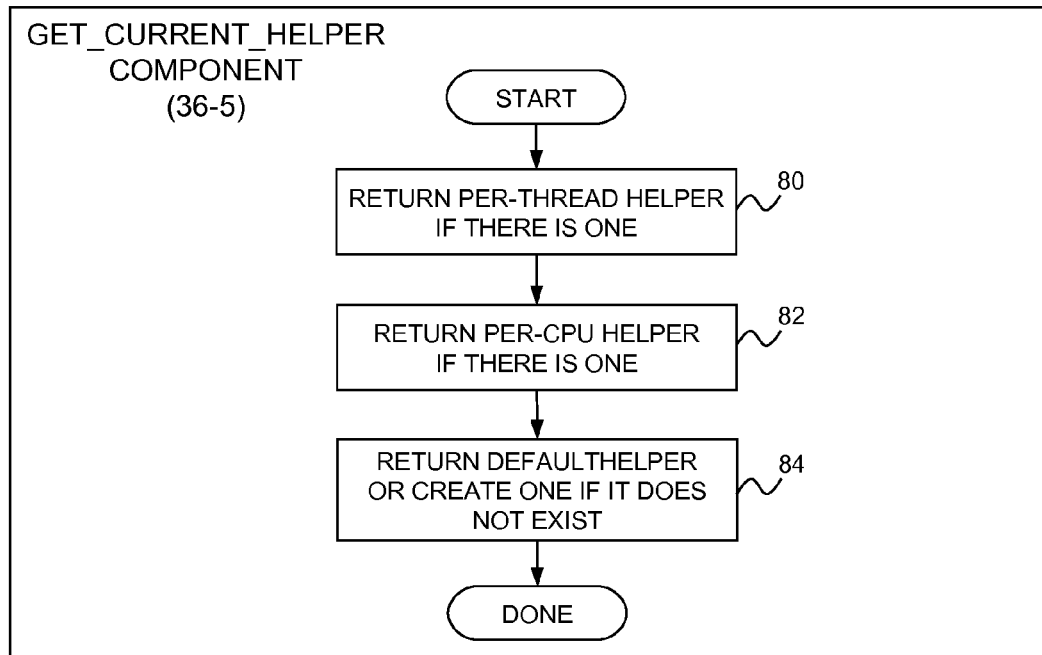 GET_CURRENT_HELPER
COMPONENT
(36-5)
START
RETURN PER-THREAD HELPER
IF THERE IS ONE
80
RETURN PER-CPU HELPER
IF THERE IS ONE
82
RETURN DEFAULTHELPER
OR CREATE ONE IF IT DOES
NOT EXIST
84
DONE